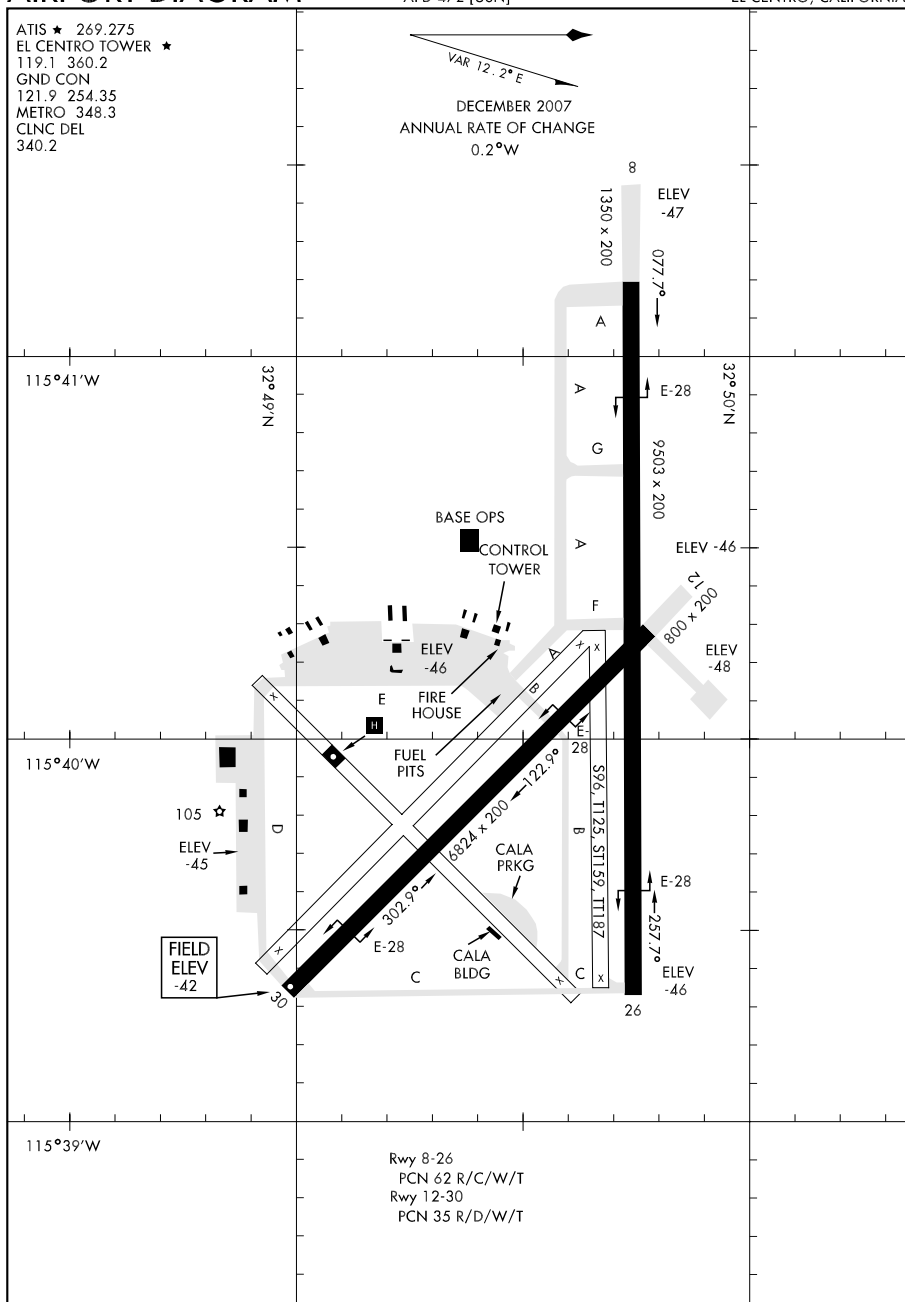 ATIS ★ 269.275
EL CENTRO TOWER ★
119.1 360.2
GND CON
121.9 254.35
METRO 348.3
CLNC DEL
340.2
VAR 12.2° E
DECEMBER 2007
ANNUAL RATE OF CHANGE
0.2°W
8
ELEV
-47
1350 x 200
077.7°
A
115°41'W
32°49'N
32°50'N
A
E-28
G
9503 x 200
BASE OPS
CONTROL
TOWER
A
ELEV -46
12
800 x 200
F
ELEV
-46
ELEV
-48
A
B
FIRE
HOUSE
E
H
FUEL
PITS
E-
28
115°40'W
122.9°
S96, T125, ST159, TT187
105
D
6824 x 200
B
ELEV
-45
CALA
PRKG
E-28
302.9°
257.7°
E-28
FIELD
ELEV
-42
CALA
BLDG
C
C
ELEV
-46
30
26
115°39'W
Rwy 8-26
PCN 62 R/C/W/T
Rwy 12-30
PCN 35 R/D/W/T
x
x
x
x
x
x